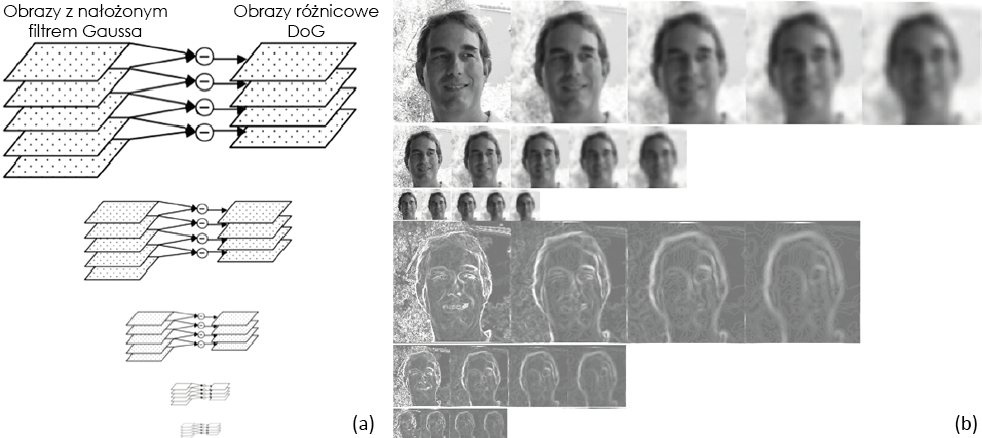 Obrazy z nałożonym
filtrem Gaussa
Obrazy różnicowe
DoG
(a)
(b)